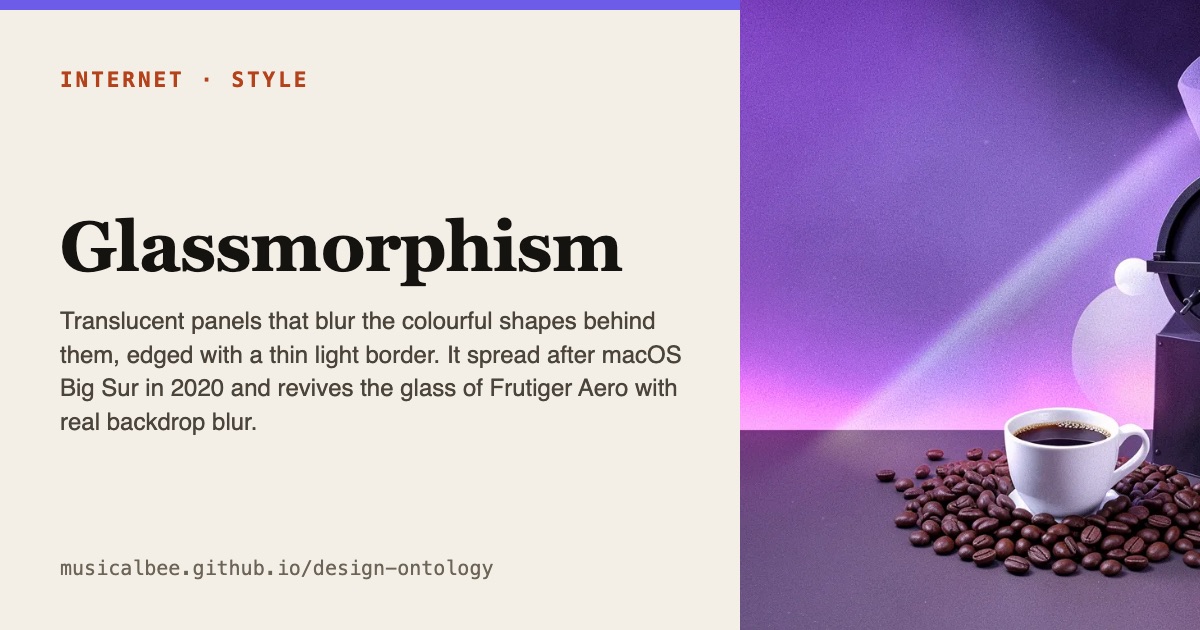 INTERNET · STYLE
Glassmorphism
Translucent panels that blur the colourful shapes behind
them, edged with a thin light border. It spread after macOS
Big Sur in 2020 and revives the glass of Frutiger Aero with
real backdrop blur.
musicalbee.github.io/design-ontology